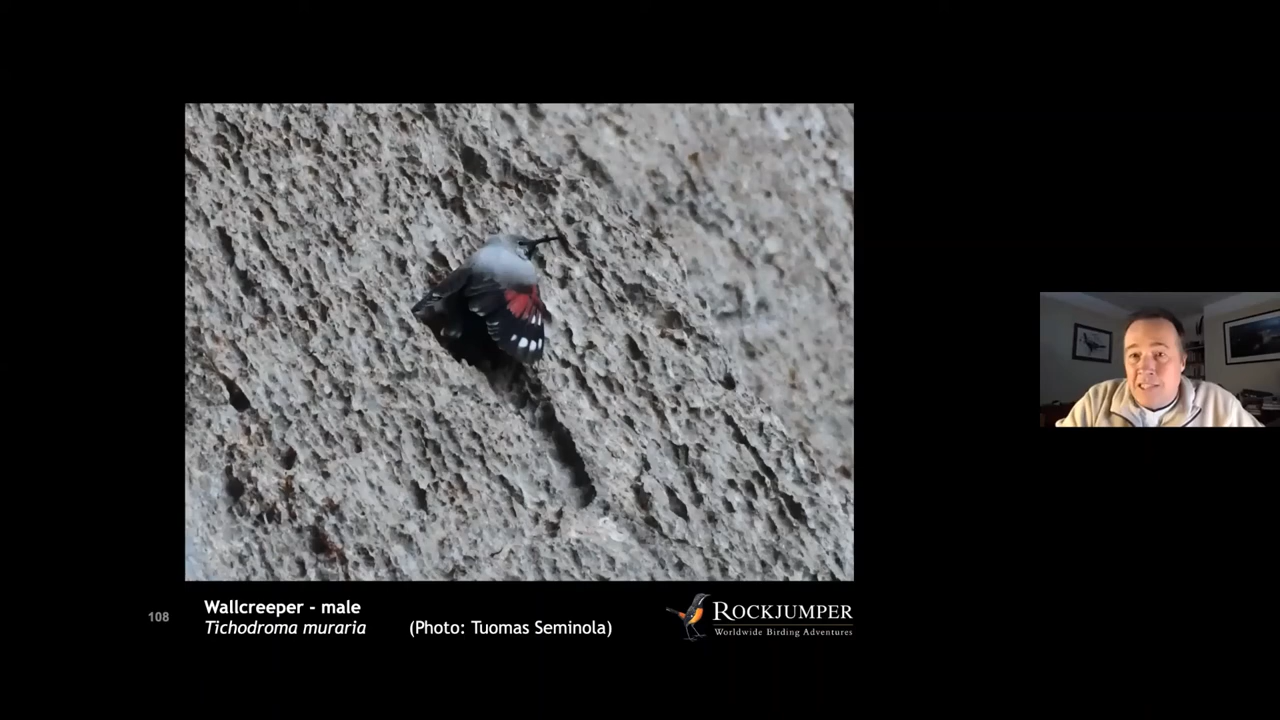 108
Wallcreeper - male
Tichodroma muraria
(Photo: Tuomas Seminola)
ROCKJUMPER
Worldwide Birding Adventures